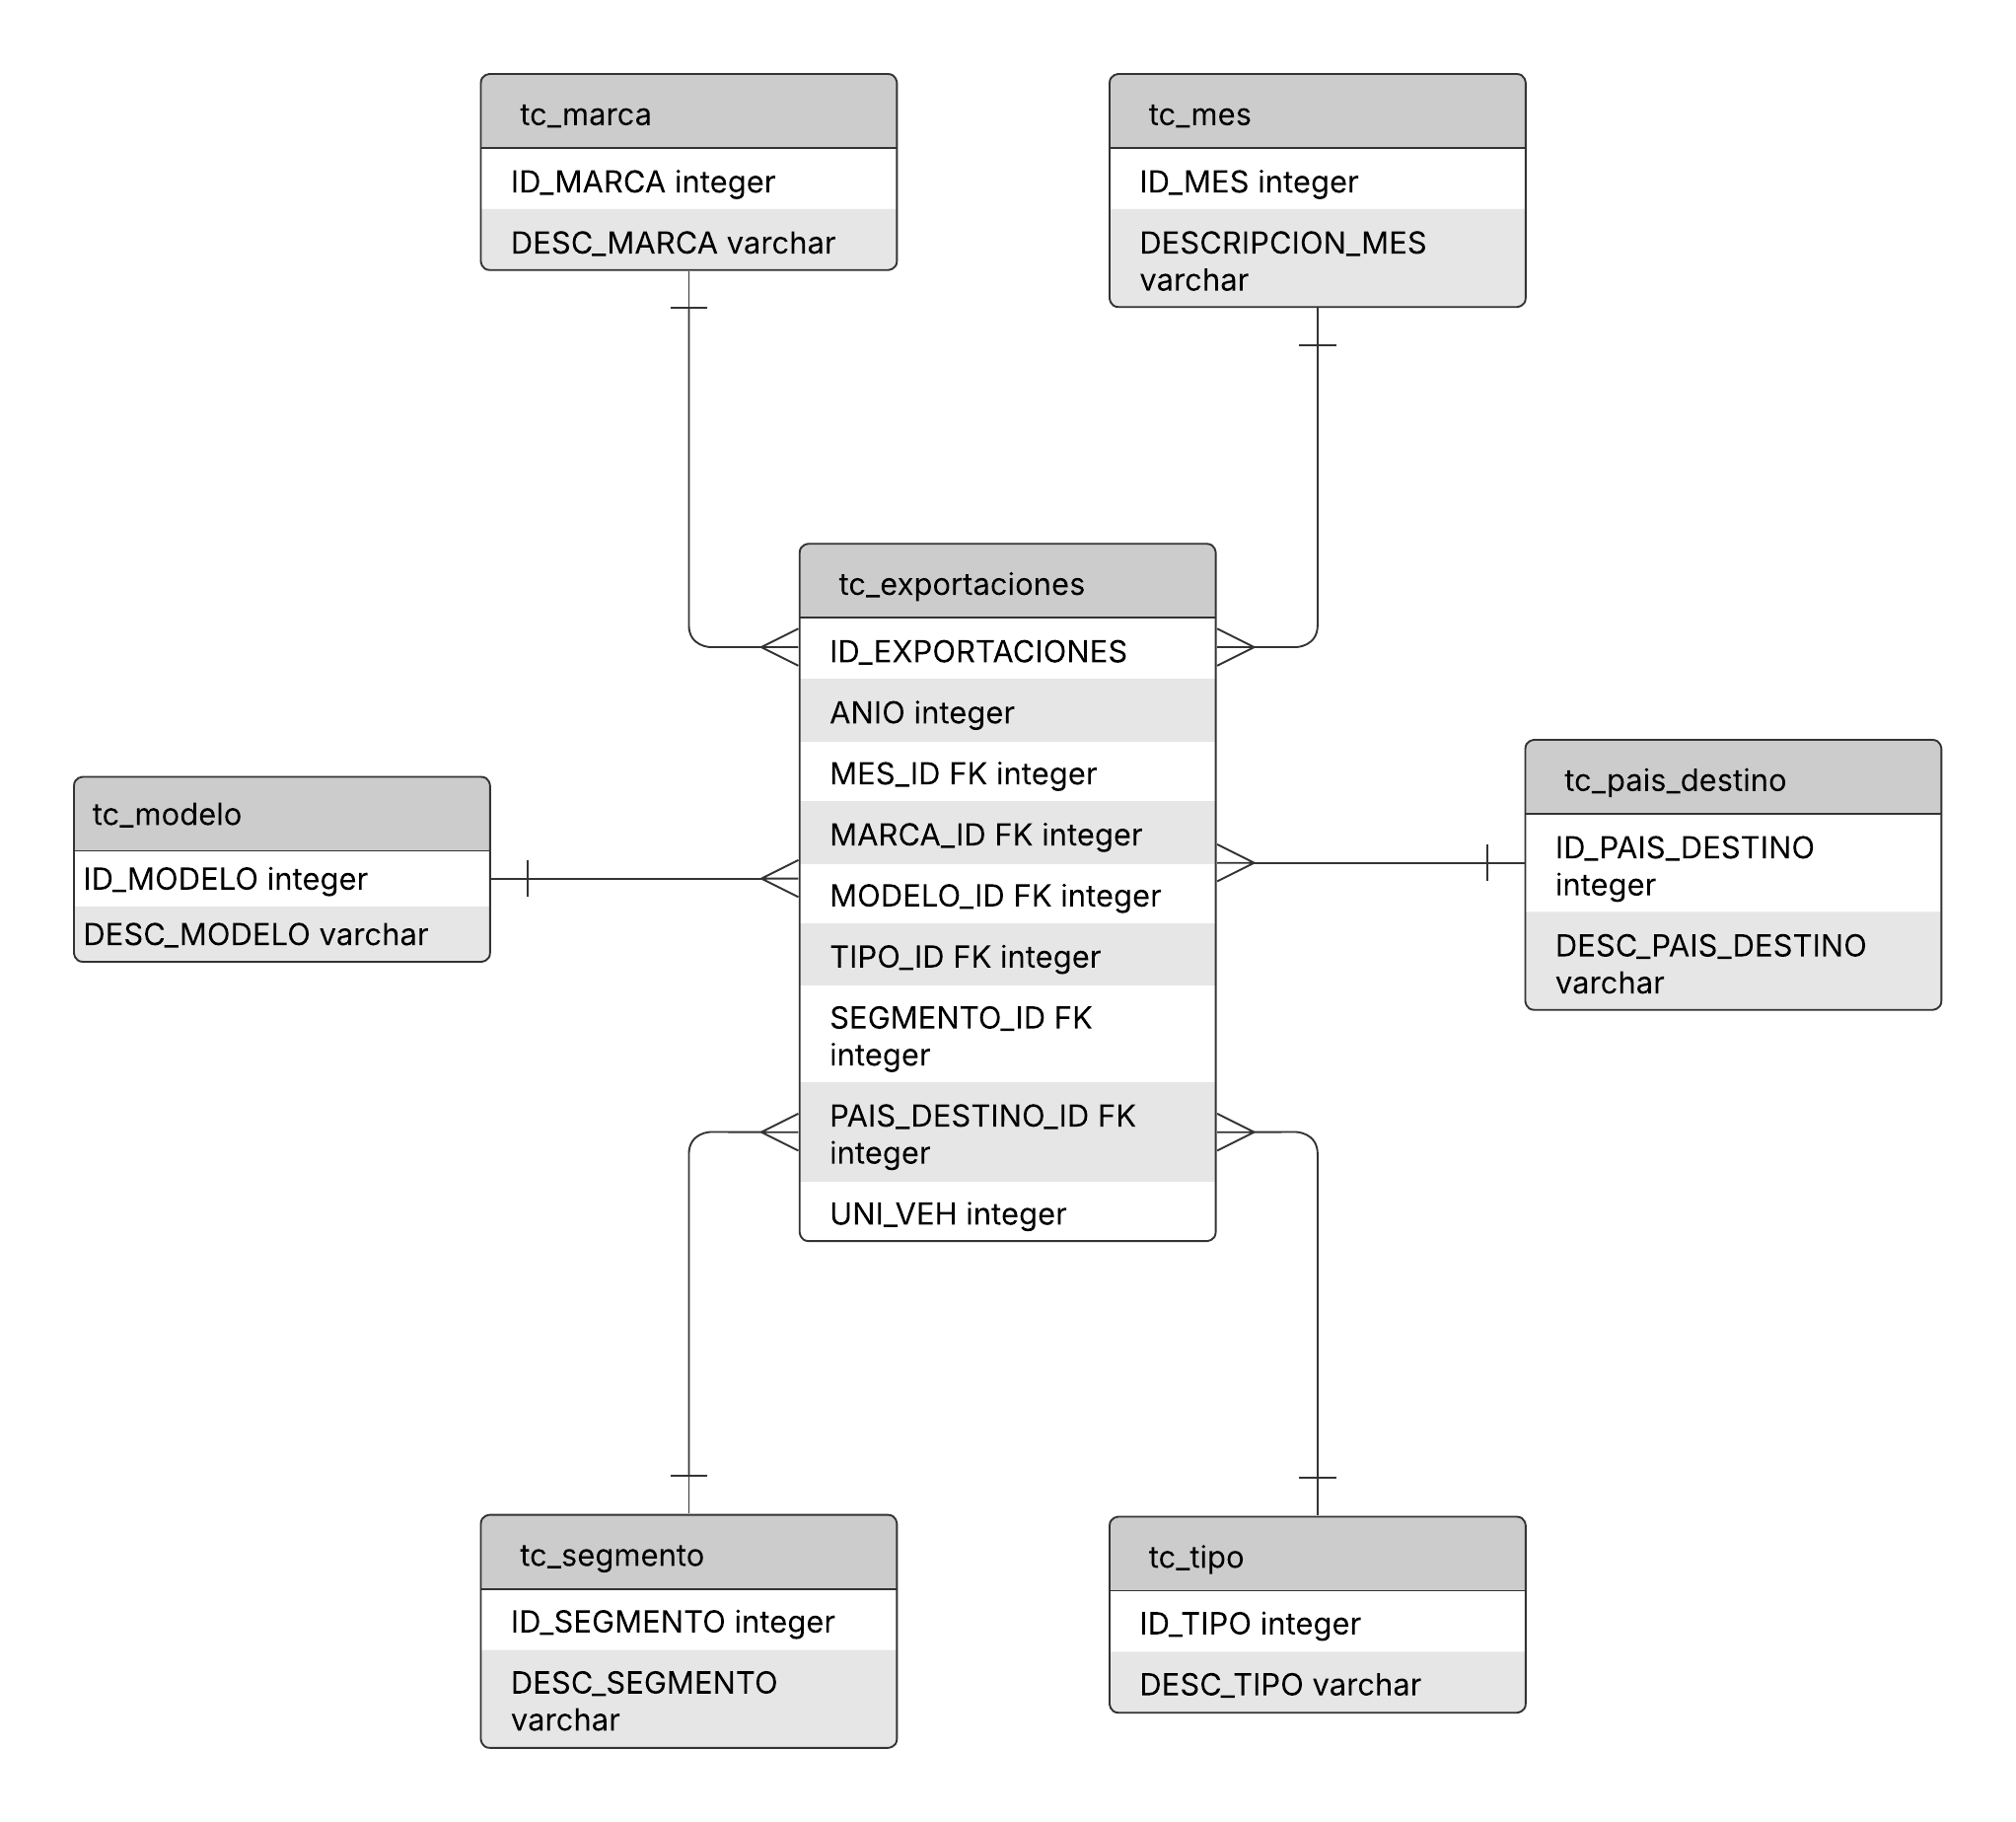 tc_marca
ID_MARCA integer
DESC_MARCA varchar
tc_mes
ID_MES integer
DESCRIPCION_MES
varchar
tc_exportaciones
ID_EXPORTACIONES
ANIO integer
MES_ID FK integer
MARCA_ID FK integer
MODELO_ID FK integer
TIPO_ID FK integer
SEGMENTO_ID FK
integer
PAIS_DESTINO_ID FK
integer
UNI_VEH integer
tc_modelo
ID_MODELO integer
DESC_MODELO varchar
tc_pais_destino
ID_PAIS_DESTINO
integer
DESC_PAIS_DESTINO
varchar
tc_segmento
ID_SEGMENTO integer
DESC_SEGMENTO
varchar
tc_tipo
ID_TIPO integer
DESC_TIPO varchar